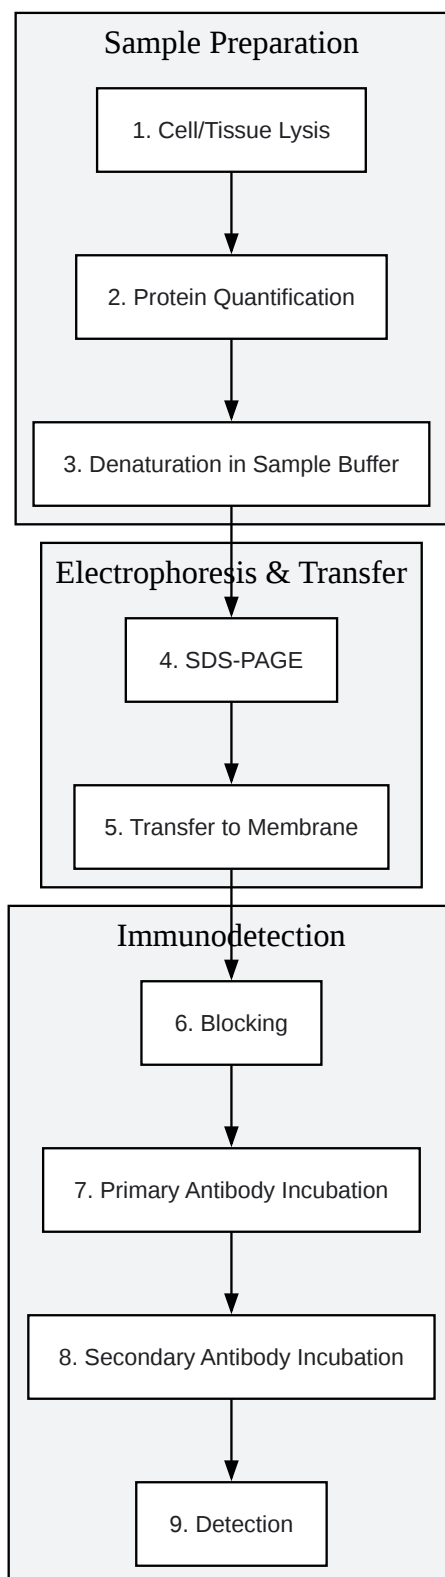 Sample Preparation
1. Cell/Tissue Lysis
2. Protein Quantification
3. Denaturation in Sample Buffer
Electrophoresis & Transfer
4. SDS-PAGE
5. Transfer to Membrane
Immunodetection
6. Blocking
7. Primary Antibody Incubation
8. Secondary Antibody Incubation
9. Detection